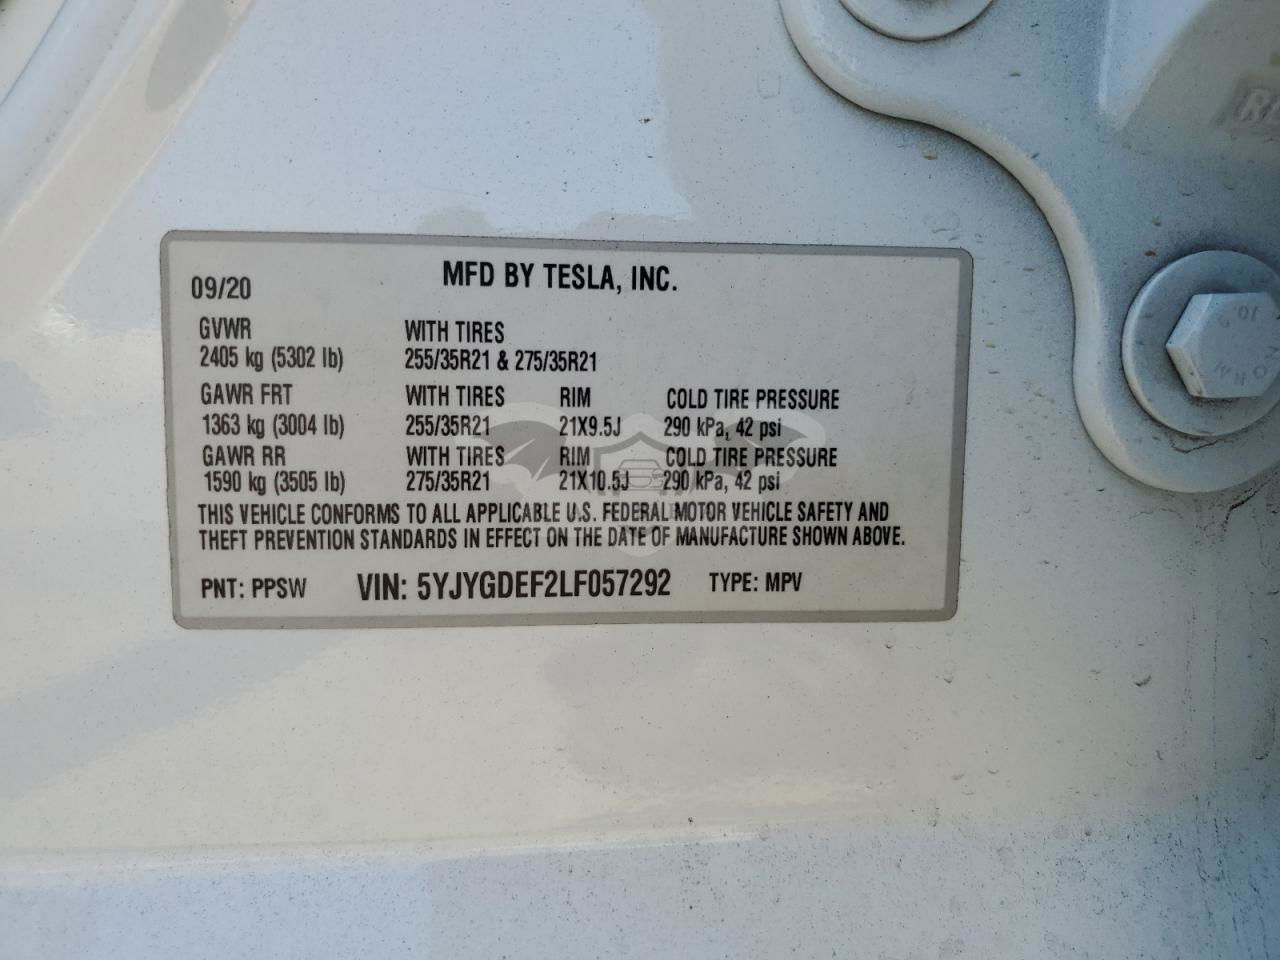 09/20 MFD BY TESLA, INC.
GVWR WITH TIRES
2405 kg (5302 lb) 255/35R21 & 275/35R21
GAWR FRT WITH TIRES RIM COLD TIRE PRESSURE
1363 kg (3004 lb) 255/35R21 21X9.5J 290 kPa, 42 psi
GAWR RR WITH TIRES RIM COLD TIRE PRESSURE
1590 kg (3505 lb) 275/35R21 21X10.5J 290 kPa, 42 psi
THIS VEHICLE CONFORMS TO ALL APPLICABLE U.S. FEDERAL MOTOR VEHICLE SAFETY AND
THEFT PREVENTION STANDARDS IN EFFECT ON THE DATE OF MANUFACTURE SHOWN ABOVE.
PNT: PPSW VIN: 5YJYGDEF2LF057292 TYPE: MPV